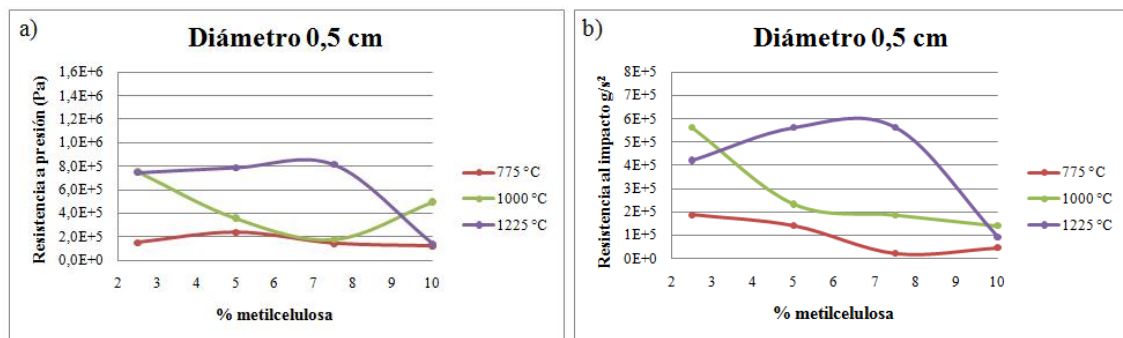 a)
Diámetro 0,5 cm
Resistencia a presión (Pa)
1,6E+6
1,4E+6
1,2E+6
1,0E+6
8,0E+5
6,0E+5
4,0E+5
2,0E+5
0,0E+0
2 3 4 5 6 7 8 9 10
% metilcelulosa
775 °C
1000 °C
1225 °C
b)
Diámetro 0,5 cm
Resistencia al impacto g/s²
8E+5
7E+5
6E+5
5E+5
4E+5
3E+5
2E+5
1E+5
0E+0
2 3 4 5 6 7 8 9 10
% metilcelulosa
775 °C
1000 °C
1225 °C